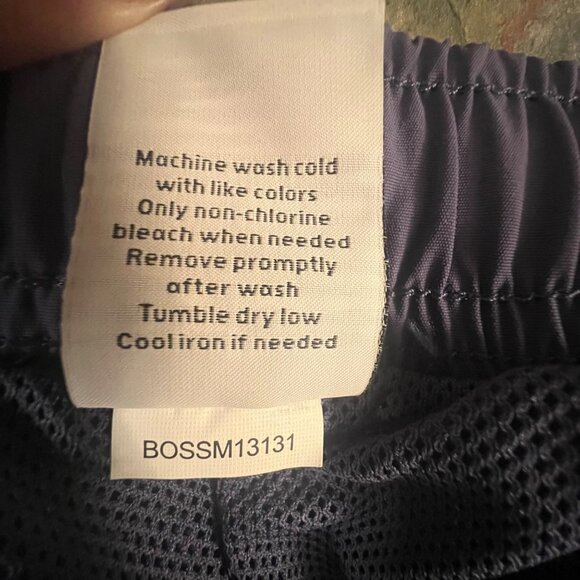 Machine wash cold
with like colors
Only non-chlorine
bleach when needed
Remove promptly
after wash
Tumble dry low
Cool iron if needed
BOSSM13131